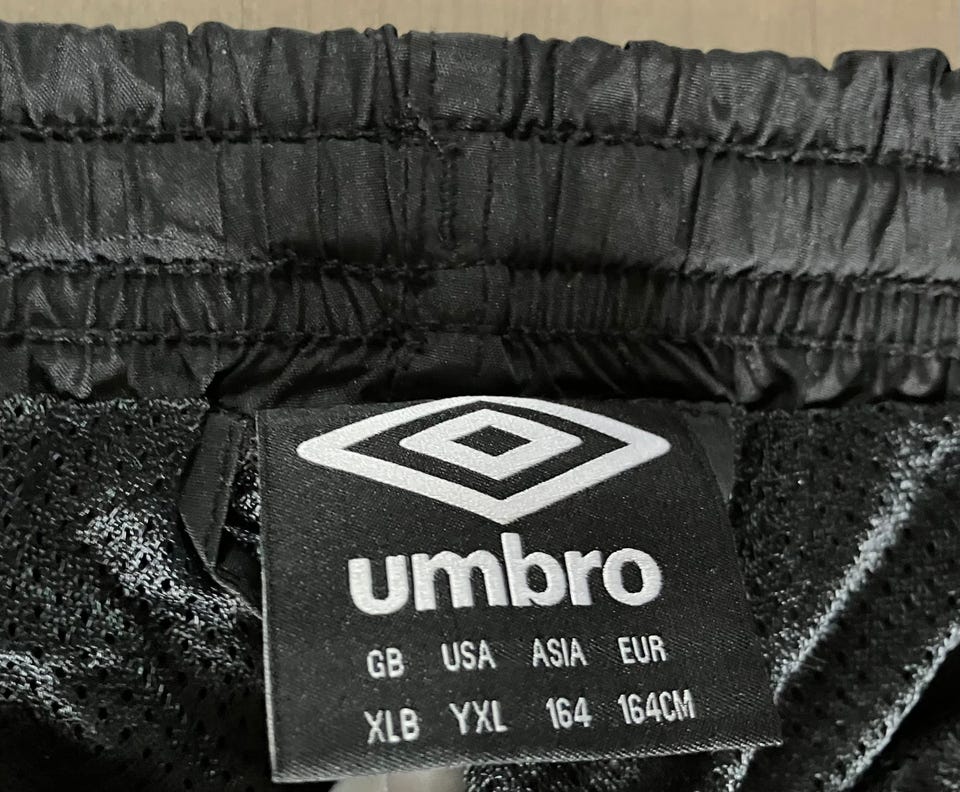 umbro
GB USA ASIA EUR
XLB YXL 164 164CM